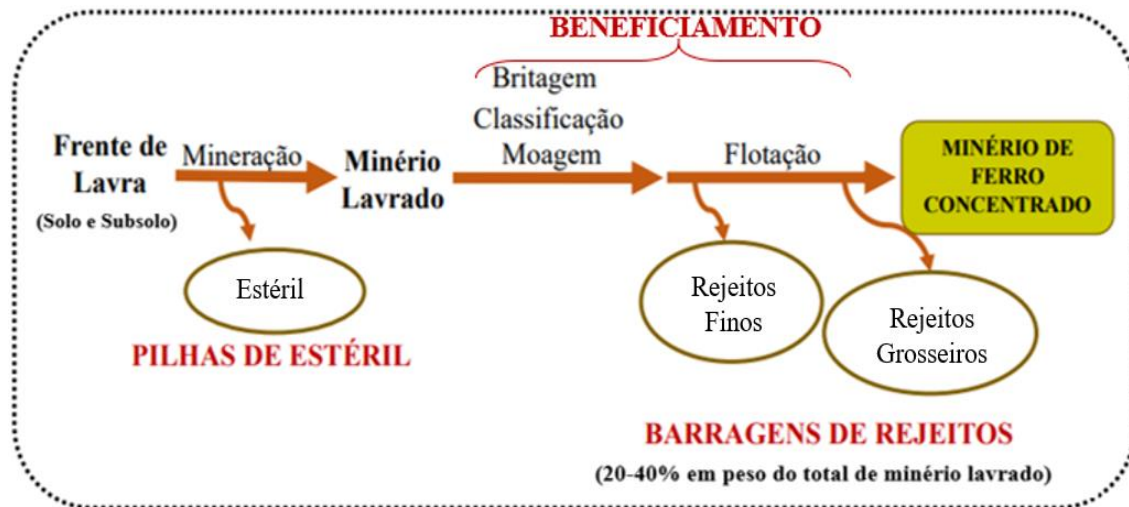 BENEFICIAMENTO
Britagem
Classificação
Moagem
Frente de
Lavra
(Solo e Subsolo)
Mineração
Minério
Lavrado
Flotação
MINÉRIO DE
FERRO
CONCENTRADO
Estéril
PILHAS DE ESTÉRIL
Rejeitos
Finos
Rejeitos
Grosseiros
BARRAGENS DE REJEITOS
(20-40% em peso do total de minério lavrado)